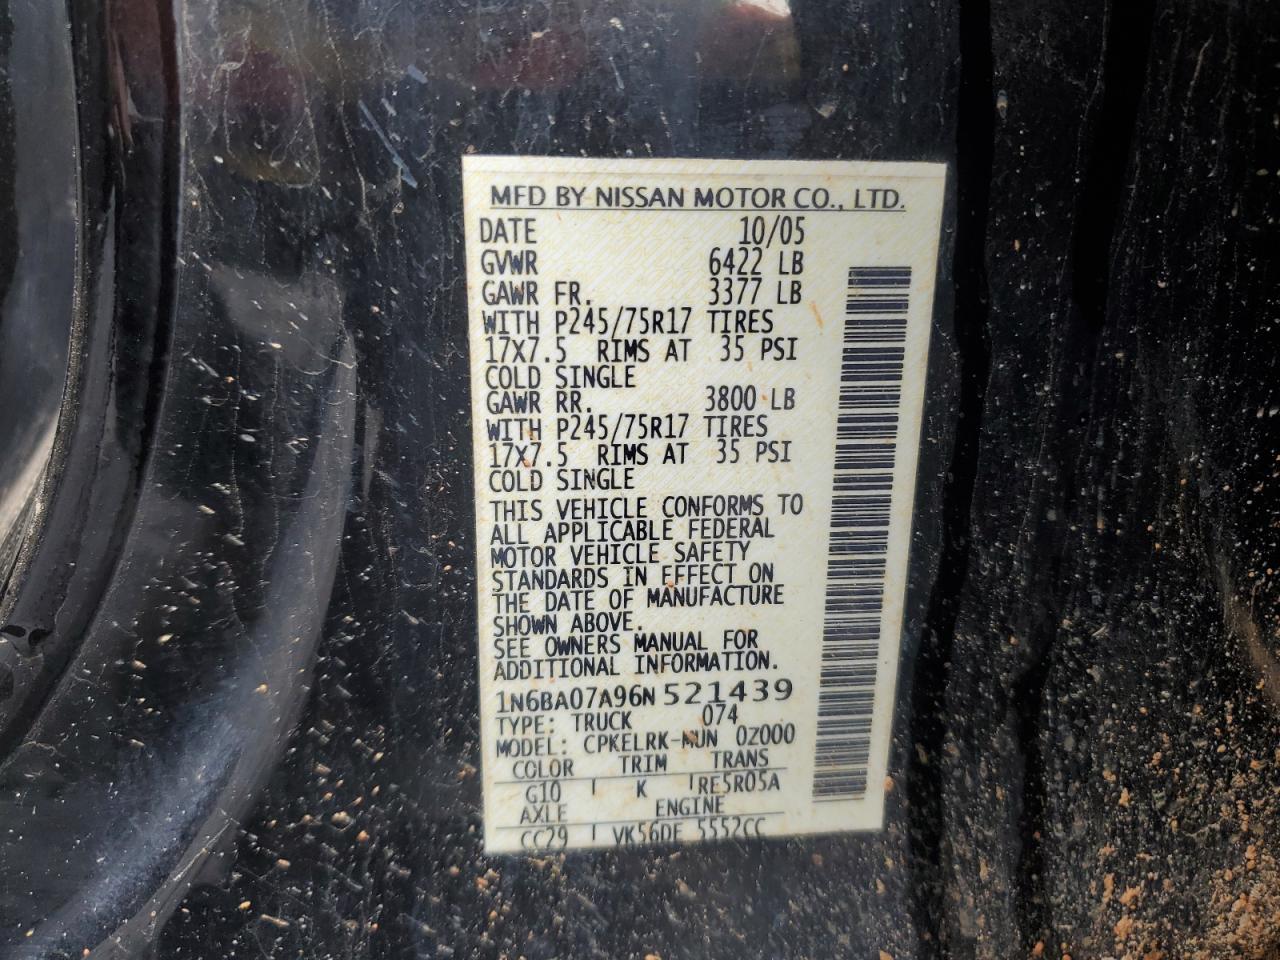 MFD BY NISSAN MOTOR CO., LTD.
DATE 10/05
GVWR 6422 LB
GAWR FR. 3377 LB
WITH P245/75R17 TIRES
17X7.5 RIMS AT 35 PSI
COLD SINGLE
GAWR RR. 3800 LB
WITH P245/75R17 TIRES
17X7.5 RIMS AT 35 PSI
COLD SINGLE
THIS VEHICLE CONFORMS TO
ALL APPLICABLE FEDERAL
MOTOR VEHICLE SAFETY
STANDARDS IN EFFECT ON
THE DATE OF MANUFACTURE
SHOWN ABOVE.
SEE OWNERS MANUAL FOR
ADDITIONAL INFORMATION.
1N6BA07A96N 521439
TYPE: TRUCK 074
MODEL: CPKELRK-NUN 0Z000
COLOR TRIM TRANS
G10 K RE5R05A
AXLE ENGINE
CC29 VK56DE 5552CC